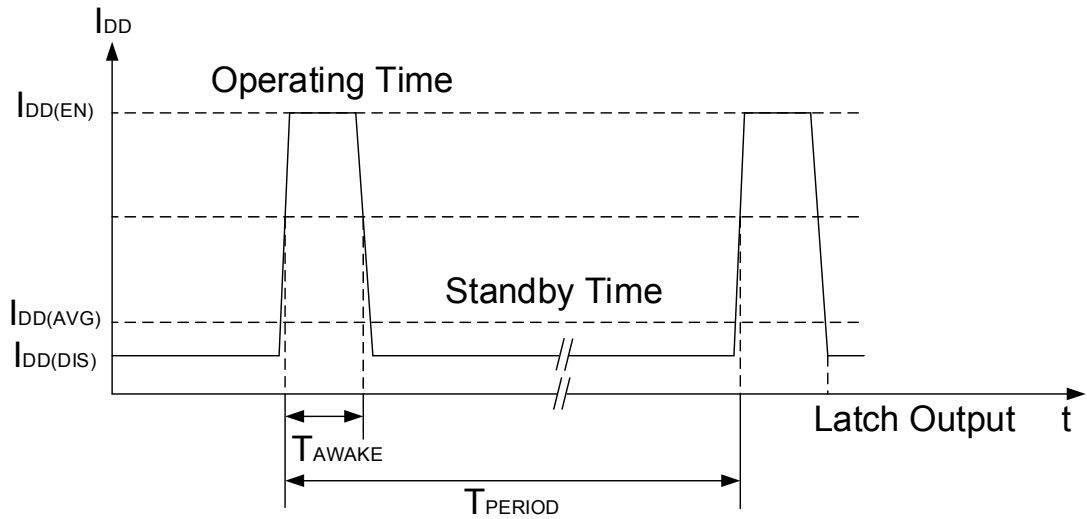 IDD
Operating Time
IDD(EN)
Standby Time
IDD(AVG)
IDD(DIS)
Latch Output t
TAWAKE
TPERIOD